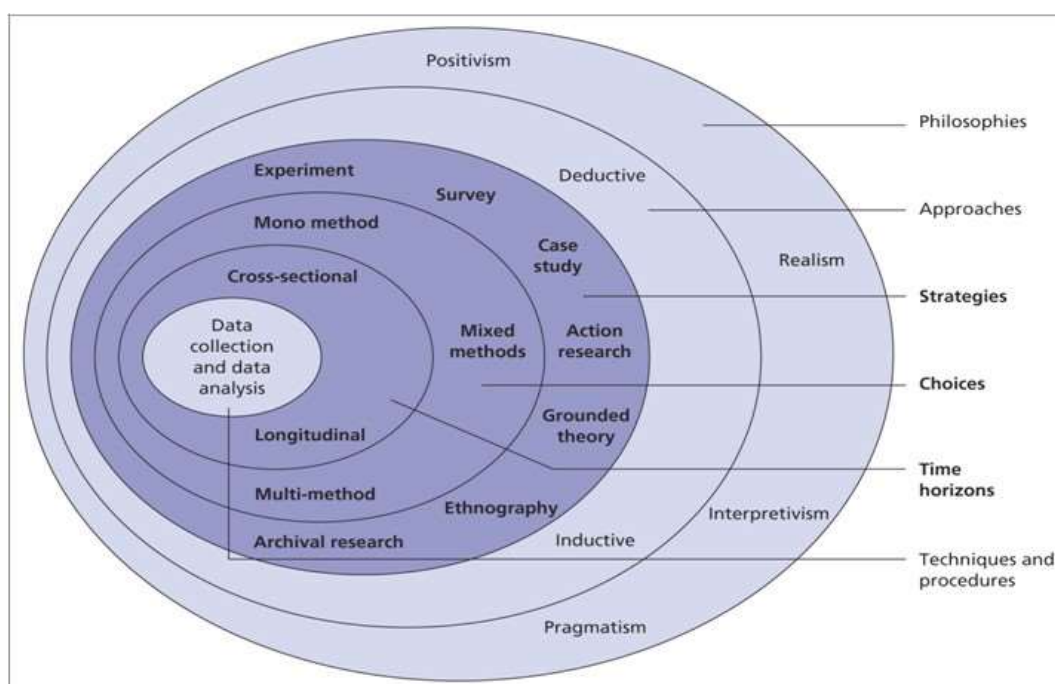 Positivism
Philosophies
Experiment
Deductive
Survey
Approaches
Mono method
Case
study
Realism
Cross-sectional
Strategies
Data
collection
and data
analysis
Mixed
methods
Action
research
Choices
Grounded
theory
Longitudinal
Time
horizons
Multi-method
Ethnography
Interpretivism
Archival research
Inductive
Techniques and
procedures
Pragmatism